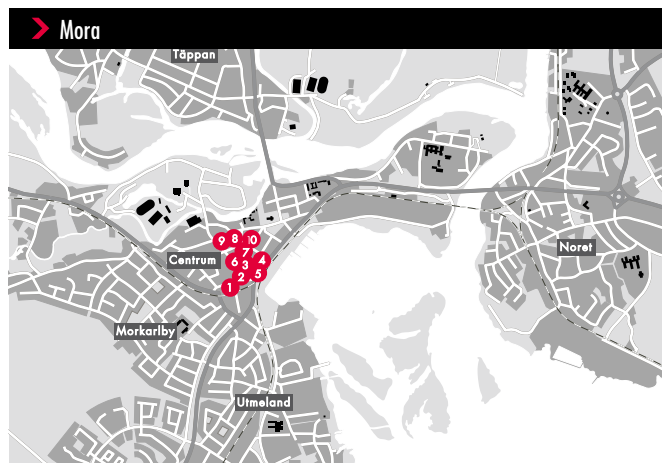 Mora
Täppan
9 8 10
7
Centrum 6 3 4
2 5
1
Noret
Morkarlby
Utmeland